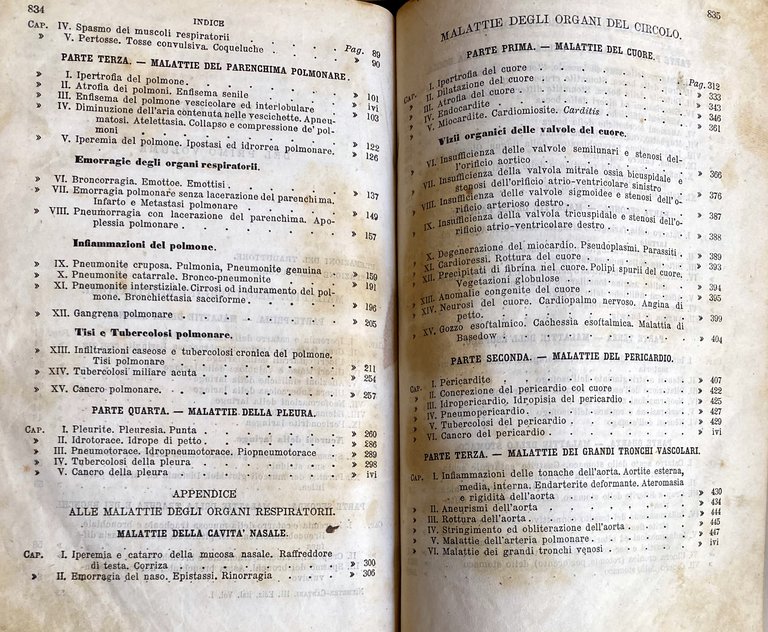 834
INDICE
CAP. IV. Spasmo dei muscoli respiratorii . . . Pag. 89
» V. Pertosse. Tosse convulsiva. Coqueluche . . . » 90
PARTE TERZA. — MALATTIE DEL PARENCHIMA POLMONARE.
» I. Ipertrofia del polmone.
» II. Atrofia dei polmoni. Enfisema senile . . . » 101
» III. Enfisema del polmone vescicolare ed interlobulare . . . » ivi
» IV. Diminuzione dell'aria contenuta nelle vescichette. Apneu- » 103
matosi. Atelettasia. Collapso e compressione de' pol-
moni . . . » 122
» V. Iperemia del polmone. Ipostasi ed idrorrea polmonare. » 126
Emorragie degli organi respiratorii.
» VI. Broncorragia. Emottoe. Emottisi . . . » 137
» VII. Emorragia polmonale senza lacerazione del parenchima.
Infarto e Metastasi polmonare . . . » 149
» VIII. Pneumorragia con lacerazione del parenchima. Apo-
plessia polmonare . . . » 157
Infiammazioni del polmone.
» IX. Pneumonite cruposa. Pulmonia, Pneumonite genuina » 159
» X. Pneumonite catarrale. Bronco-pneumonite » 191
» XI. Pneumonite interstiziale. Cirrosi od induramento del pol-
mone. Bronchiettasia sacciforme . . . » 196
» XII. Gangrena polmonare . . . » 205
Tisi e Tubercolosi polmonare.
» XIII. Infiltrazioni caseose e tubercolosi cronica del polmone.
Tisi polmonare . . . » 211
» XIV. Tubercolosi miliare acuta . . . » 254
» XV. Cancro polmonare . . . » 257
PARTE QUARTA. — MALATTIE DELLA PLEURA.
CAP. I. Pleurite. Pleuresia. Punta . . . » 260
» II. Idrotorace. Idrope di petto . . . » 286
» III. Pneumotorace. Idropneumotorace. Piopneumotorace » 289
» IV. Tubercolosi della pleura . . . » 298
» V. Cancro della pleura . . . » ivi
APPENDICE
ALLE MALATTIE DEGLI ORGANI RESPIRATORII.
MALATTIE DELLA CAVITA' NASALE.
CAP. I. Iperemia e catarro della mucosa nasale. Raffreddore
di testa. Corriza . . . » 300
» II. Emorragia del naso. Epistassi. Rinorragia . . . » 306
835
MALATTIE DEGLI ORGANI DEL CIRCOLO.
PARTE PRIMA. — MALATTIE DEL CUORE.
CAP. I. Ipertrofia del cuore . . . Pag. 312
» II. Dilatazione del cuore . . . » 333
» III. Atrofia del cuore . . . » 343
» IV. Endocardite . . . » 346
» V. Miocardite. Cardiomiosite. Carditis . . . » 361
Vizii organici delle valvole del cuore.
» VI. Insufficienza delle valvole semilunari e stenosi del-
l'orificio aortico . . . » 366
» VII. Insufficienza della valvola mitrale ossia bicuspidale e
stenosi dell'orificio atrio-ventricolare sinistro » 376
» VIII. Insufficienza delle valvole sigmoidee e stenosi dell'o-
rificio arterioso destro . . . » 387
» IX. Insufficienza della valvola tricuspidale e stenosi dell'o-
rificio atrio-ventricolare destro . . . » 388
» X. Degenerazione del miocardio. Pseudoplasmi. Parassiti . » 389
» XI. Cardioressi. Rottura del cuore . . . » 393
» XII. Precipitati di fibrina nel cuore. Polipi spurii del cuore.
Vegetazioni globulose . . . » 394
» XIII. Anomalie congenite del cuore . . . » 395
» XIV. Neurosi del cuore. Cardiopalmo nervoso. Angina di
petto . . . » 399
» XV. Gozzo esoftalmico. Cachessia esoftalmica. Malattia di
Basedow . . . » 404
PARTE SECONDA. — MALATTIE DEL PERICARDIO.
CAP. I. Pericardite . . . » 407
» II. Concrezione del pericardio col cuore . . . » 422
» III. Idropericardio, Idropisia del pericardio . . . » 425
» IV. Pneumopericardio . . . » 427
» V. Tubercolosi del pericardio . . . » 429
» VI. Cancro del pericardio . . . » ivi
PARTE TERZA. — MALATTIE DEI GRANDI TRONCHI VASCOLARI.
CAP. I. Infiammazioni delle tonache dell'aorta. Aortite esterna,
media, interna. Endarterite deformante. Ateromasia
e rigidità dell'aorta . . . » 430
» II. Aneurismi dell'aorta . . . » 434
» III. Rottura dell'aorta . . . » 444
» IV. Stringimento ed obliterazione dell'aorta . . . » 445
» V. Malattie dell'arteria polmonare . . . » 447
» VI. Malattie dei grandi tronchi venosi . . . » ivi